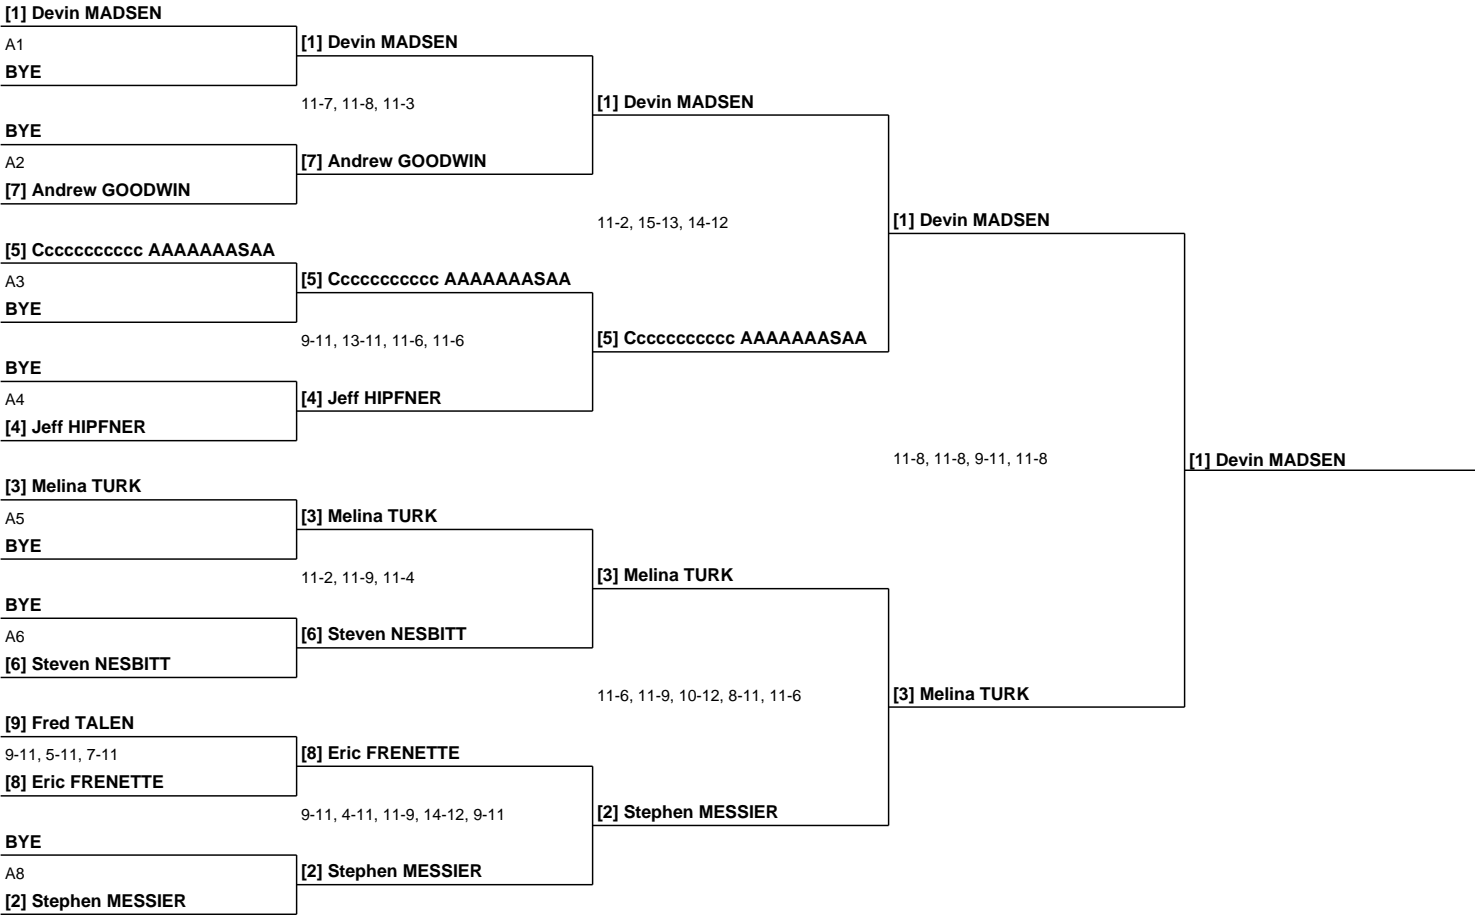 [1] Devin MADSEN
A1
BYE
[1] Devin MADSEN
11-7, 11-8, 11-3
[1] Devin MADSEN
BYE
A2
[7] Andrew GOODWIN
[7] Andrew GOODWIN
11-2, 15-13, 14-12
[1] Devin MADSEN
[5] Ccccccccccc AAAAAAASAA
A3
BYE
[5] Ccccccccccc AAAAAAASAA
9-11, 13-11, 11-6, 11-6
[5] Ccccccccccc AAAAAAASAA
BYE
A4
[4] Jeff HIPFNER
[4] Jeff HIPFNER
11-8, 11-8, 9-11, 11-8
[1] Devin MADSEN
[3] Melina TURK
A5
BYE
[3] Melina TURK
11-2, 11-9, 11-4
[3] Melina TURK
BYE
A6
[6] Steven NESBITT
[6] Steven NESBITT
11-6, 11-9, 10-12, 8-11, 11-6
[3] Melina TURK
[9] Fred TALEN
9-11, 5-11, 7-11
[8] Eric FRENETTE
[8] Eric FRENETTE
9-11, 4-11, 11-9, 14-12, 9-11
[2] Stephen MESSIER
BYE
A8
[2] Stephen MESSIER
[2] Stephen MESSIER